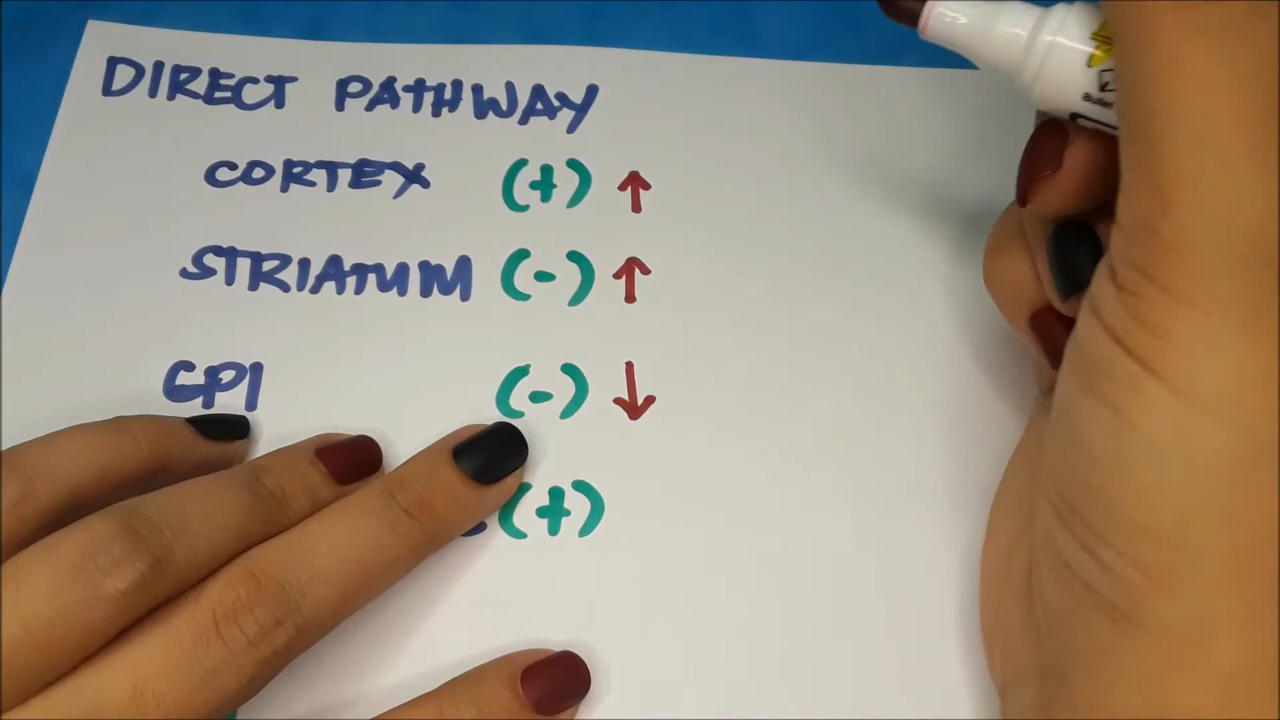 DIRECT PATHWAY
CORTEX (+) ↑
STRIATUM (-) ↑
GPI (-) ↓
(+)